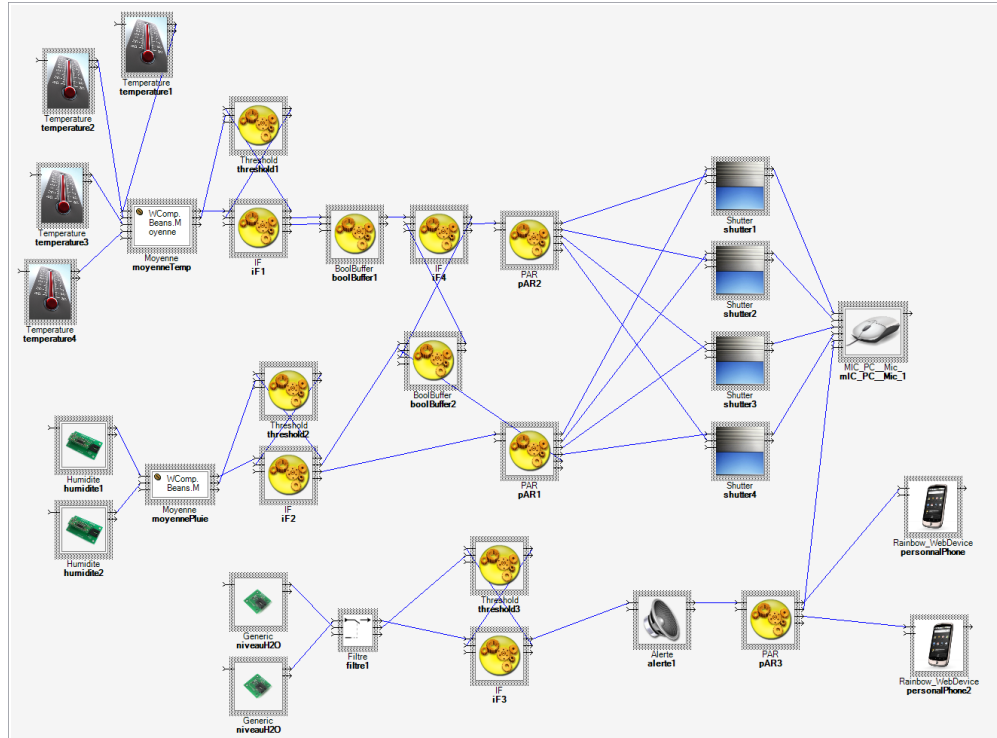 Temperature
temperature1
Temperature
temperature2
Threshold
threshold1
Temperature
temperature3
WComp.
Beans.M
oyenne
Moyenne
moyenneTemp
IF
iF1
BoolBuffer
boolBuffer1
IF
iF4
PAR
pAR2
Shutter
shutter1
Shutter
shutter2
Temperature
temperature4
MIC_PC__Mic_
mIC_PC__Mic_1
BoolBuffer
boolBuffer2
Shutter
shutter3
Threshold
threshold2
Humidite
humidite1
WComp.
Beans.M
Moyenne
moyennePluie
IF
iF2
PAR
pAR1
Shutter
shutter4
Humidite
humidite2
Rainbow_WebDevice
personnalPhone
Threshold
threshold3
Generic
niveauH2O
Filtre
filtre1
IF
iF3
Alerte
alerte1
PAR
pAR3
Rainbow_WebDevice
personalPhone2
Generic
niveauH2O